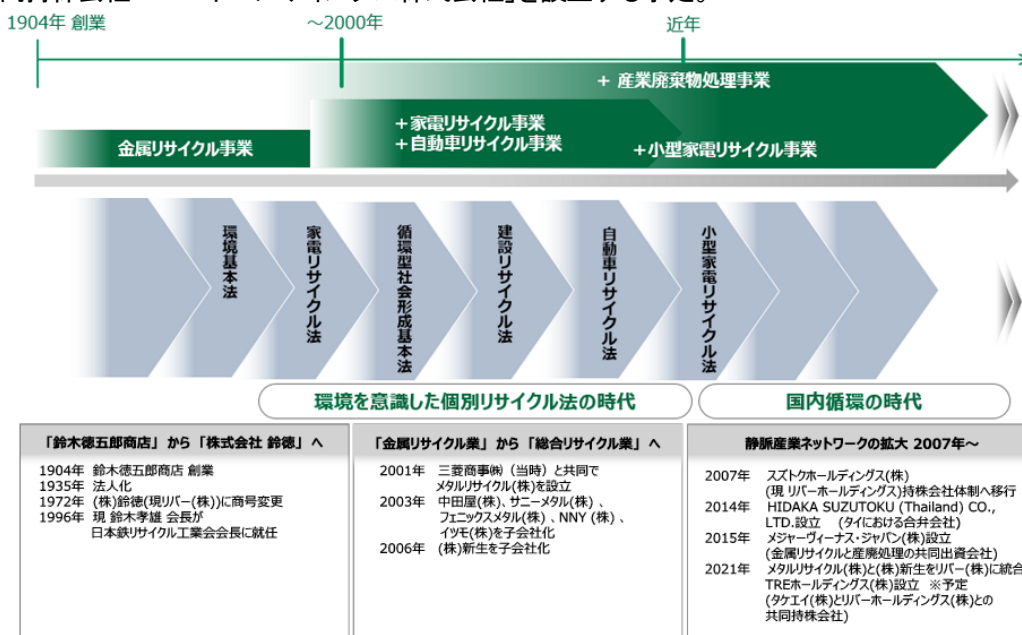 1904年 創業
～2000年
近年
+ 産業廃棄物処理事業
+家電リサイクル事業
+自動車リサイクル事業
+小型家電リサイクル事業
金属リサイクル事業
環境基本法
家電リサイクル法
循環型社会形成基本法
建設リサイクル法
自動車リサイクル法
小型家電リサイクル法
環境を意識した個別リサイクル法の時代
国内循環の時代
「鈴木徳五郎商店」から「株式会社 鈴徳」へ
1904年 鈴木徳五郎商店 創業
1935年 法人化
1972年 (株)鈴徳(現リバー(株))に商号変更
1996年 現 鈴木孝雄 会長が
日本鉄リサイクル工業会会長に就任
「金属リサイクル業」から「総合リサイクル業」へ
2001年 三菱商事㈱（当時）と共同で
メタルリサイクル(株)を設立
2003年 中田屋(株)、サニーメタル(株)、
フェニックスメタル(株)、NNY (株)、
イツモ(株)を子会社化
2006年 (株)新生を子会社化
静脈産業ネットワークの拡大 2007年～
2007年 スズトクホールディングス(株)
(現 リバーホールディングス)持株会社体制へ移行
2014年 HIDAKA SUZUTOKU (Thailand) CO.,
LTD.設立 （タイにおける合弁会社）
2015年 メジャーヴィーナス・ジャパン(株)設立
(金属リサイクルと産廃処理の共同出資会社)
2021年 メタルリサイクル(株)と(株)新生をリバー(株)に統合
TREホールディングス(株)設立 ※予定
(タケエイ(株)とリバーホールディングス(株)との
共同持株会社)